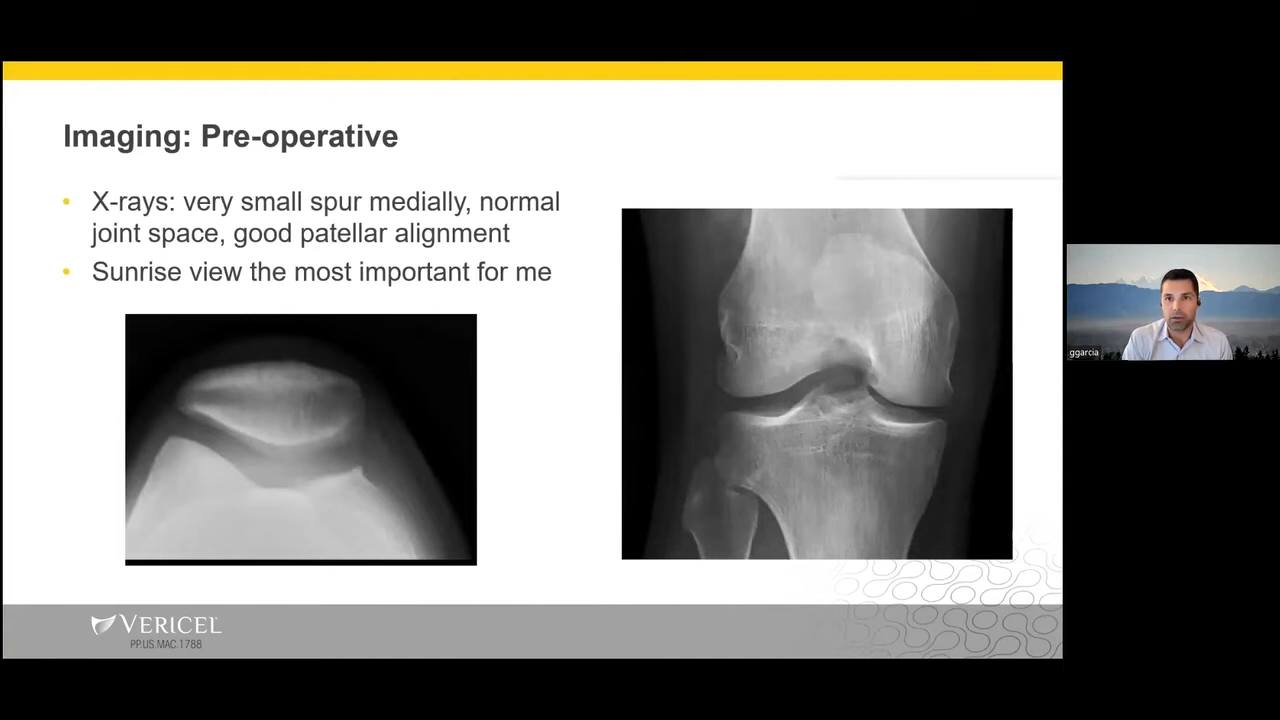 Imaging: Pre-operative
• X-rays: very small spur medially, normal
joint space, good patellar alignment
• Sunrise view the most important for me
ggarcia
VERICEL
PP.US.MAC.1788